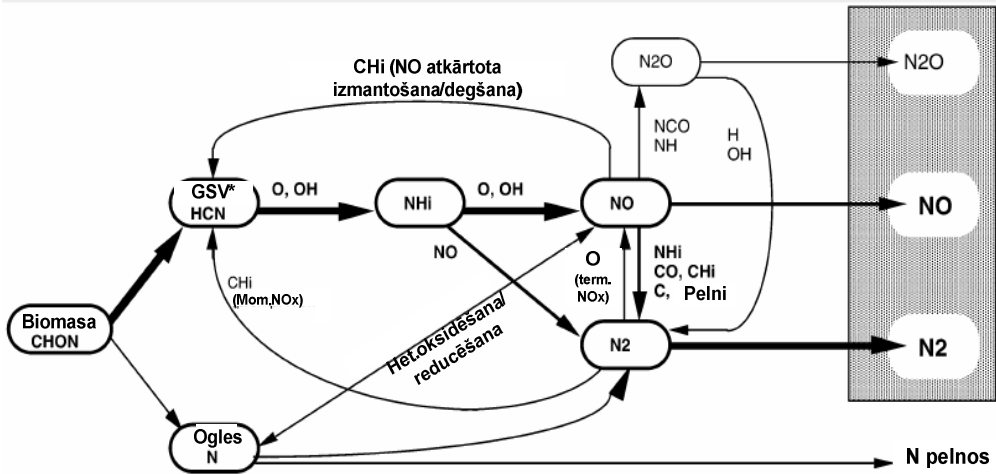 CHi (NO atkārtota
izmantošana/degšana)
N2O
N2O
NCO
NH
H
OH
GSV*
HCN
O, OH
NHi
O, OH
NO
NO
NO
CHi
(Mom,NOx)
O
(term.
NOx)
NHi
CO, CHi
C, Pelni
Biomasa
CHON
Het.oksidēšana/
reducēšana
N2
N2
Ogles
N
N pelnos